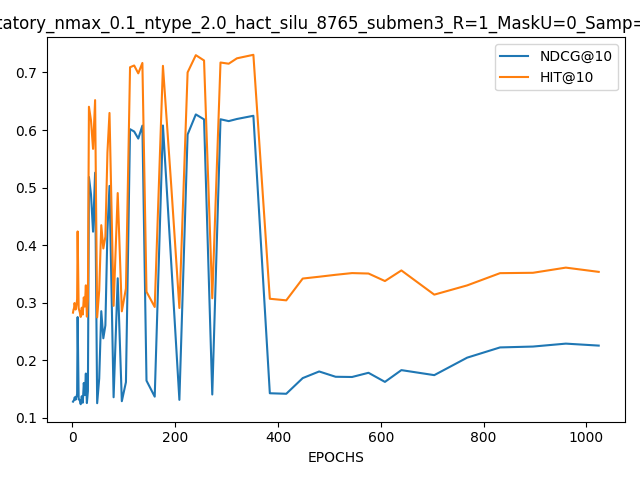 tatory_nmax_0.1_ntype_2.0_hact_silu_8765_submen3_R=1_MaskU=0_Samp=
NDCG@10
HIT@10
0.7
0.6
0.5
0.4
0.3
0.2
0.1
0 200 400 600 800 1000
EPOCHS